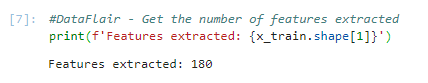 [7]: #DataFlair - Get the number of features extracted
print(f'Features extracted: {x_train.shape[1]}')
Features extracted: 180